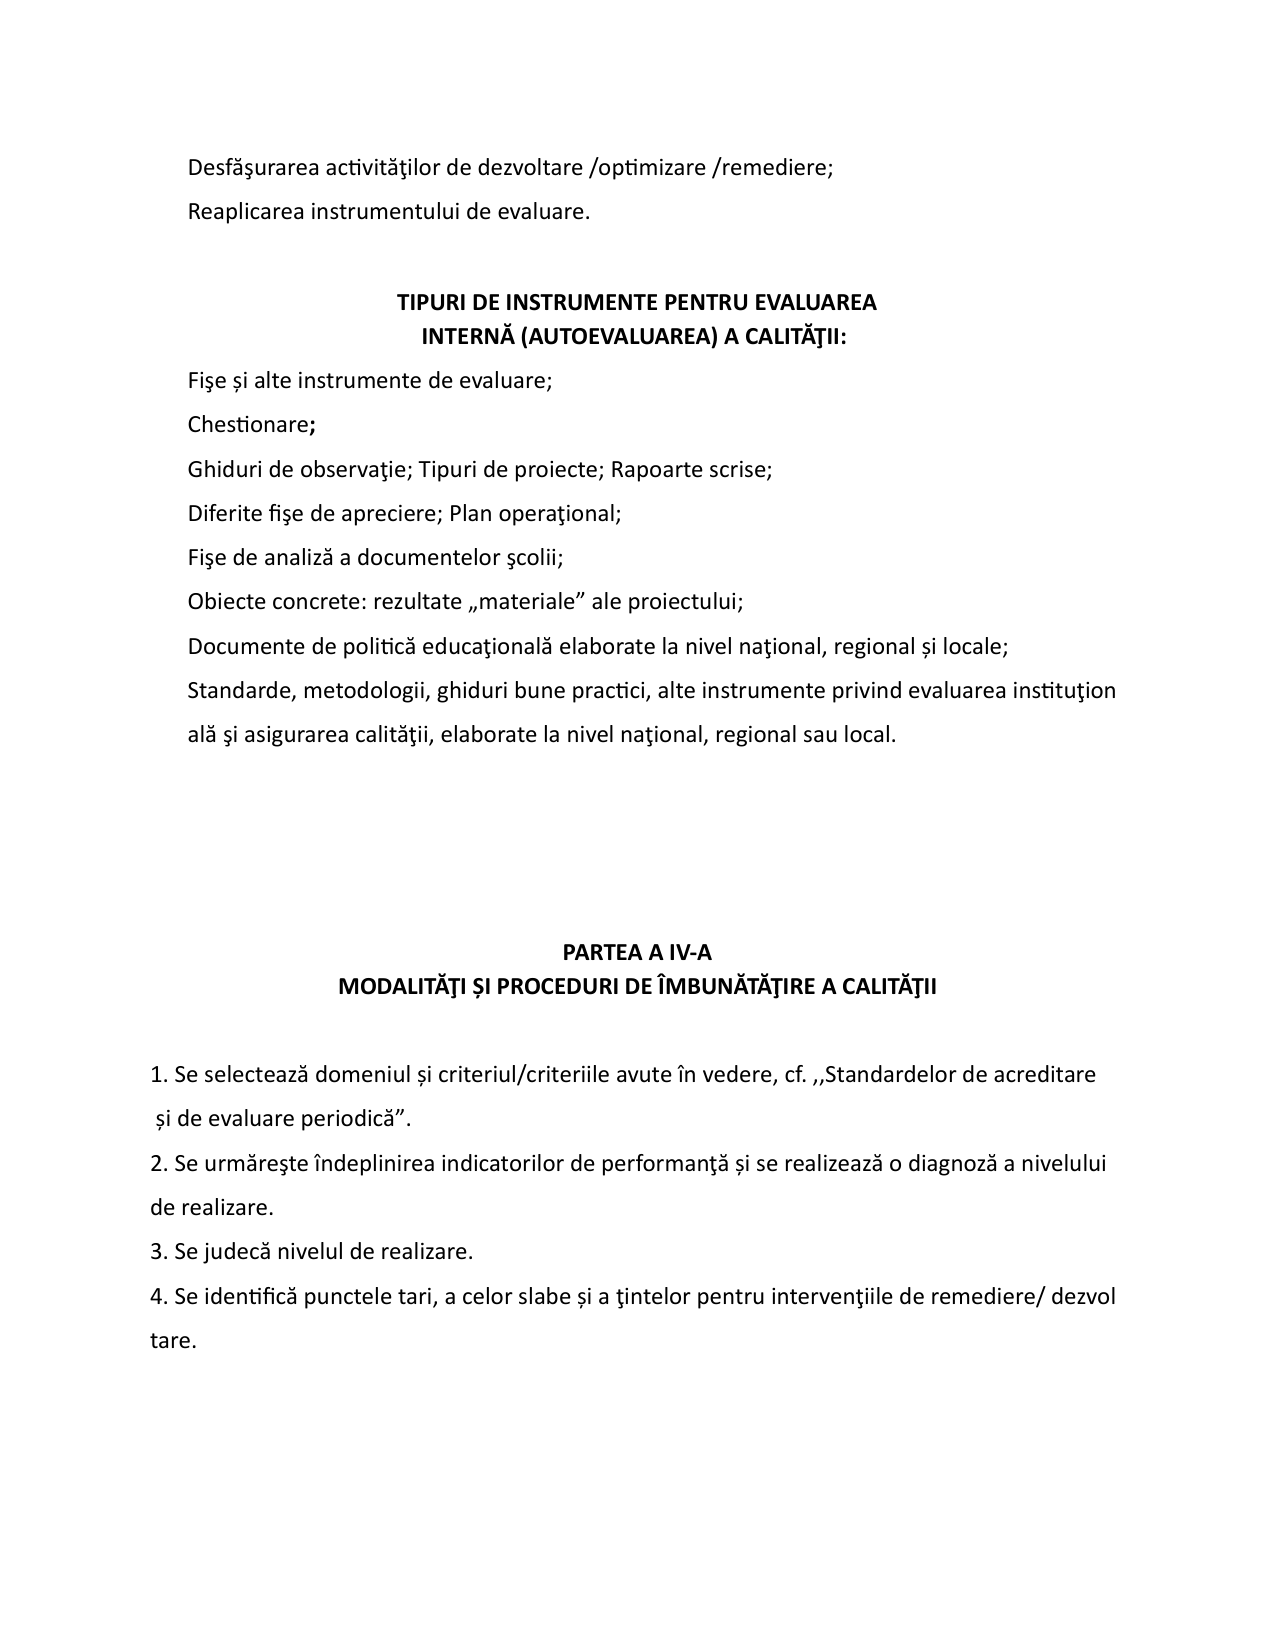 Desfăşurarea activităţilor de dezvoltare /optimizare /remediere;
Reaplicarea instrumentului de evaluare.
TIPURI DE INSTRUMENTE PENTRU EVALUAREA
INTERNĂ (AUTOEVALUAREA) A CALITĂŢII:
Fişe și alte instrumente de evaluare;
Chestionare;
Ghiduri de observaţie; Tipuri de proiecte; Rapoarte scrise;
Diferite fişe de apreciere; Plan operaţional;
Fişe de analiză a documentelor şcolii;
Obiecte concrete: rezultate „materiale” ale proiectului;
Documente de politică educaţională elaborate la nivel naţional, regional și locale;
Standarde, metodologii, ghiduri bune practici, alte instrumente privind evaluarea instituţion
ală şi asigurarea calităţii, elaborate la nivel naţional, regional sau local.
PARTEA A IV-A
MODALITĂŢI ȘI PROCEDURI DE ÎMBUNĂTĂŢIRE A CALITĂŢII
1. Se selectează domeniul și criteriul/criteriile avute în vedere, cf. ,,Standardelor de acreditare
și de evaluare periodică”.
2. Se urmăreşte îndeplinirea indicatorilor de performanţă și se realizează o diagnoză a nivelului
de realizare.
3. Se judecă nivelul de realizare.
4. Se identifică punctele tari, a celor slabe și a ţintelor pentru intervenţiile de remediere/ dezvol
tare.